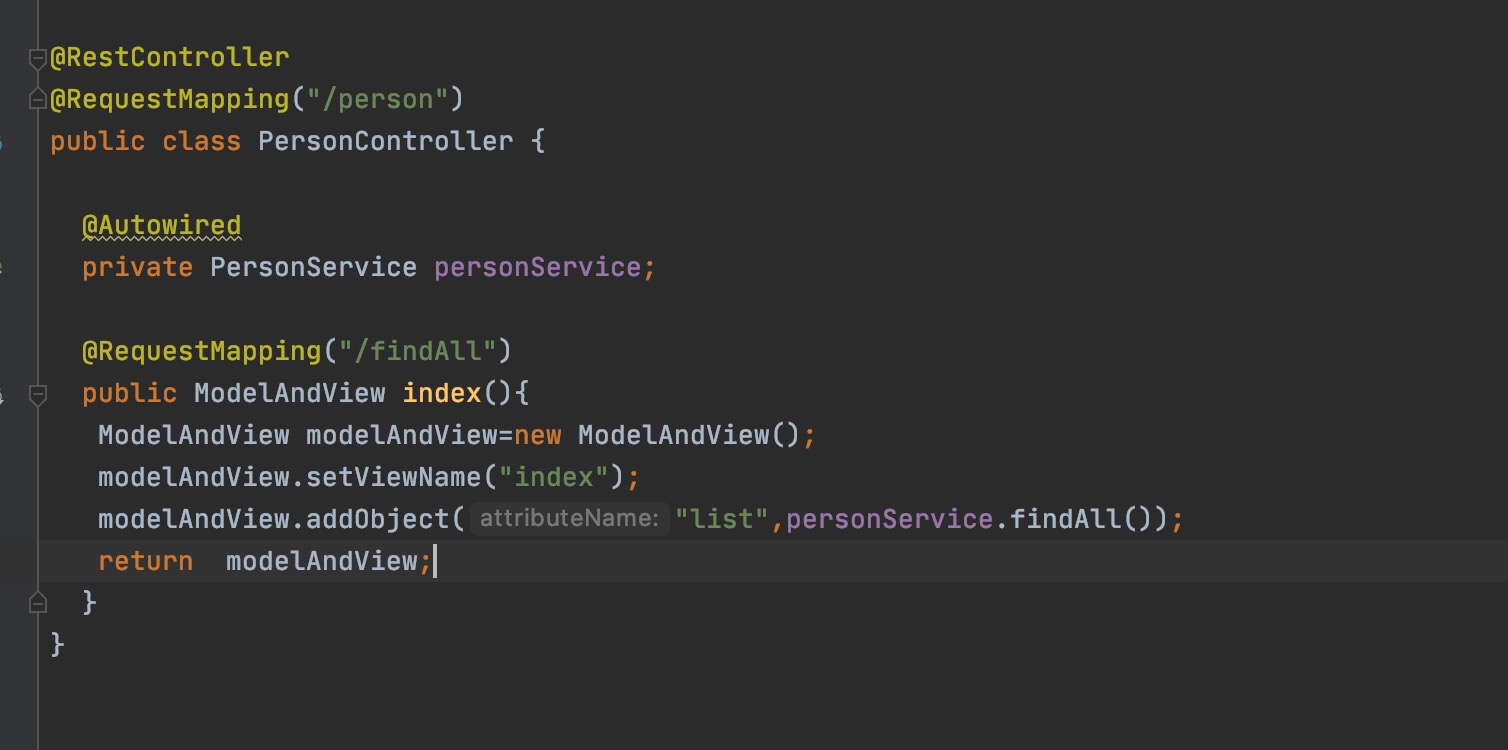 @RestController
@RequestMapping("/person")
public class PersonController {
@Autowired
private PersonService personService;
@RequestMapping("/findAll")
public ModelAndView index(){
ModelAndView modelAndView=new ModelAndView();
modelAndView.setViewName("index");
modelAndView.addObject( attributeName: "list",personService.findAll());
return  modelAndView;
}
}